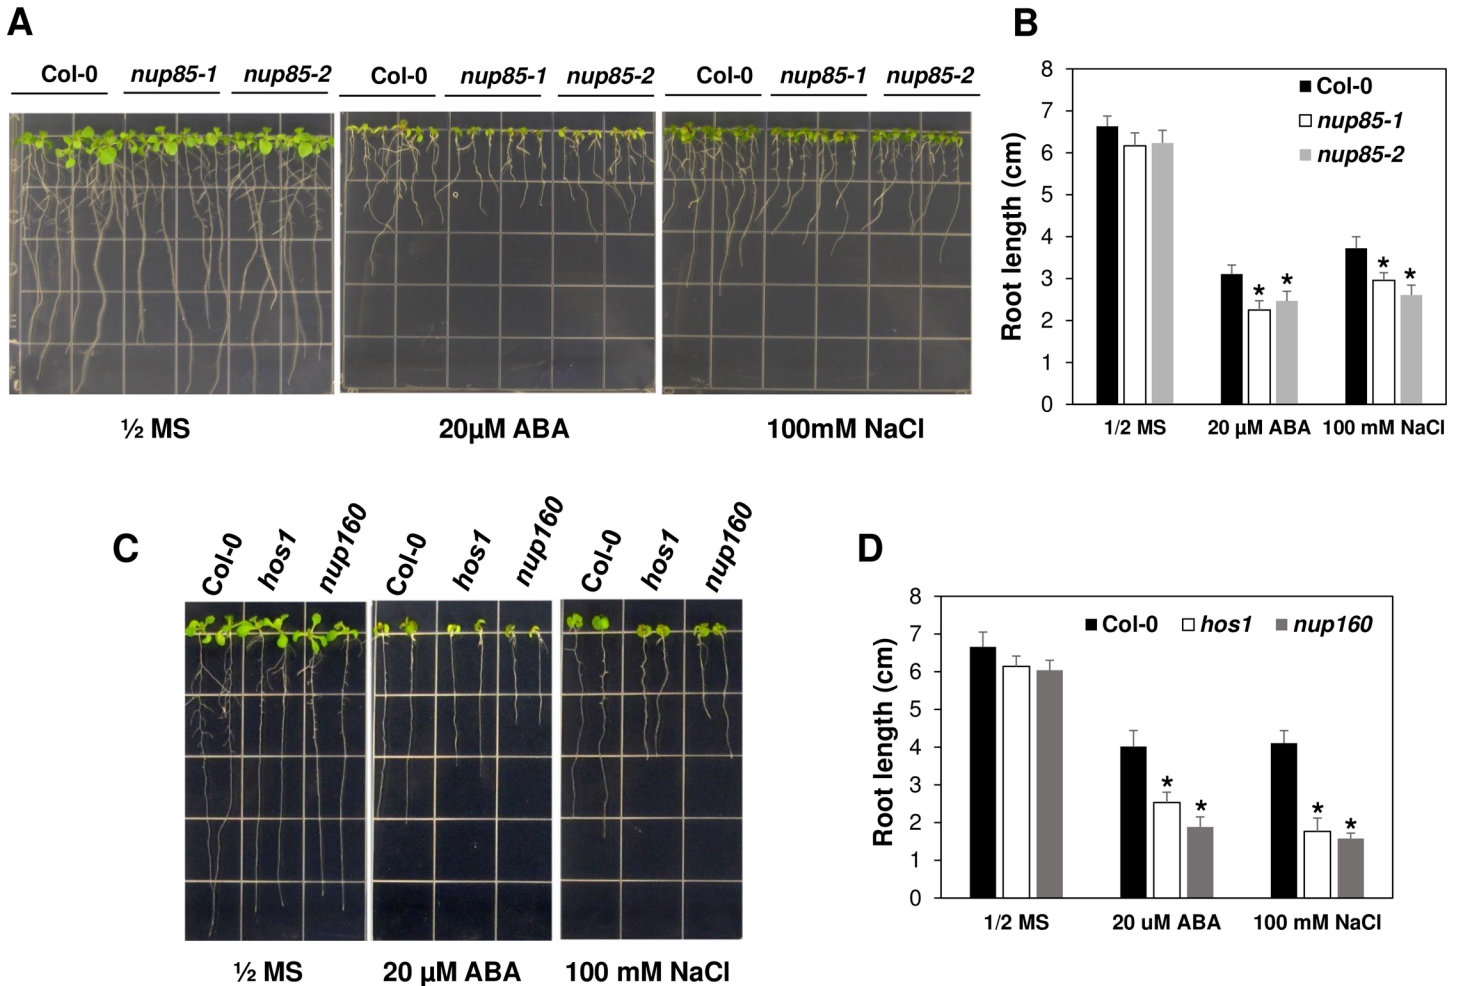 A
Col-0 nup85-1 nup85-2 Col-0 nup85-1 nup85-2 Col-0 nup85-1 nup85-2
½ MS 20µM ABA 100mM NaCl
B
Root length (cm)
8
7
6
5
4
3
2
1
0
Col-0
nup85-1
nup85-2
* * * *
1/2 MS 20 µM ABA 100 mM NaCl
C
Col-0 hos1 nup160 Col-0 hos1 nup160 Col-0 hos1 nup160
½ MS 20 µM ABA 100 mM NaCl
D
Root length (cm)
8
7
6
5
4
3
2
1
0
Col-0 hos1 nup160
* * * *
1/2 MS 20 uM ABA 100 mM NaCl